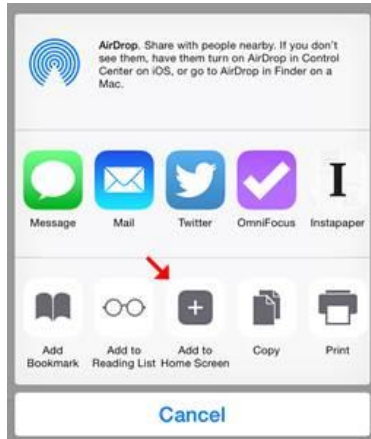 AirDrop. Share with people nearby. If you don't
see them, have them turn on AirDrop in Control
Center on iOS, or go to AirDrop in Finder on a
Mac.
Message Mail Twitter OmniFocus Instapaper
Add Add to Add to Copy Print
Bookmark Reading List Home Screen
Cancel